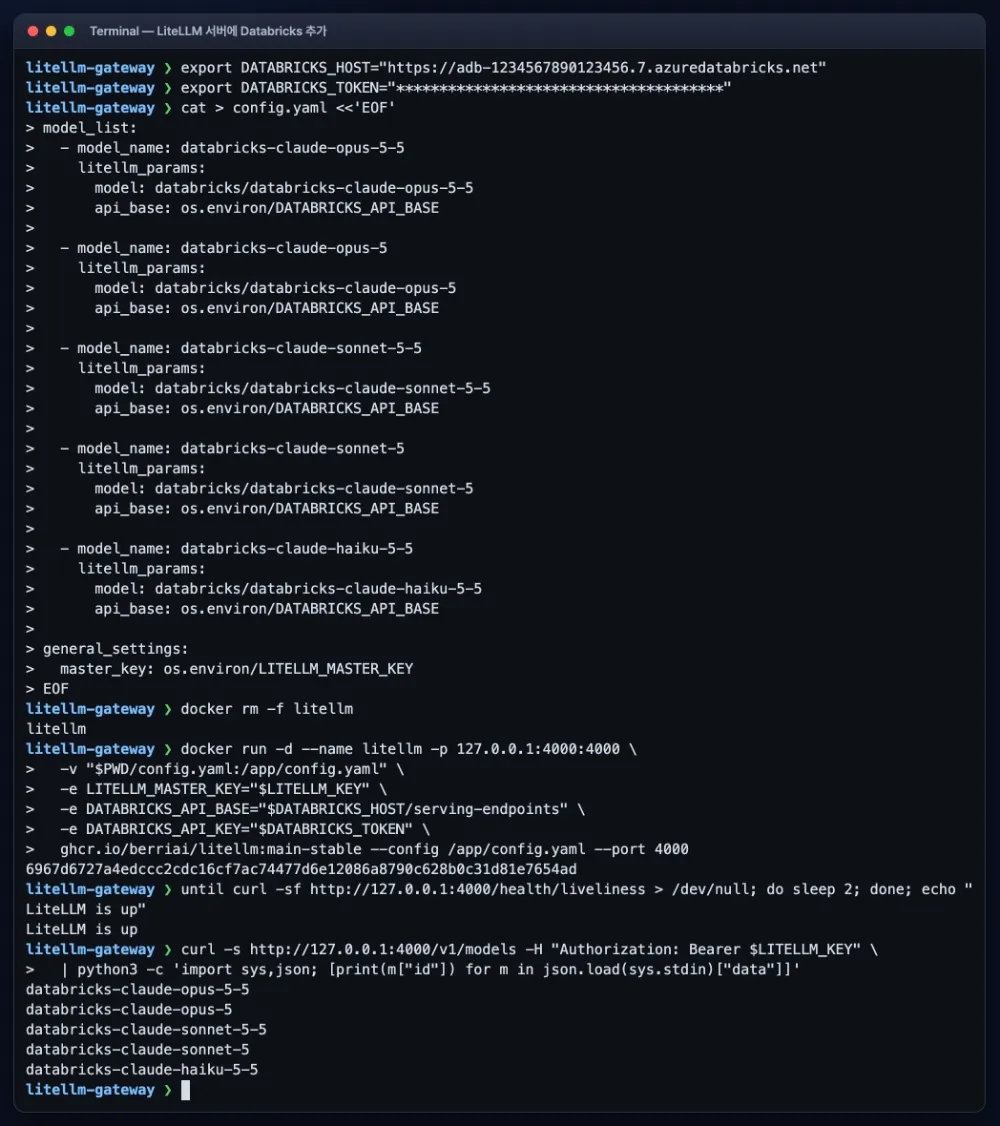 Terminal — LiteLLM 서버에 Databricks 추가
litellm-gateway ❯ export DATABRICKS_HOST="https://adb-1234567890123456.7.azuredatabricks.net"
litellm-gateway ❯ export DATABRICKS_TOKEN="**************************************"
litellm-gateway ❯ cat > config.yaml <<'EOF'
> model_list:
>   - model_name: databricks-claude-opus-5-5
>     litellm_params:
>       model: databricks/databricks-claude-opus-5-5
>       api_base: os.environ/DATABRICKS_API_BASE
>
>   - model_name: databricks-claude-opus-5
>     litellm_params:
>       model: databricks/databricks-claude-opus-5
>       api_base: os.environ/DATABRICKS_API_BASE
>
>   - model_name: databricks-claude-sonnet-5-5
>     litellm_params:
>       model: databricks/databricks-claude-sonnet-5-5
>       api_base: os.environ/DATABRICKS_API_BASE
>
>   - model_name: databricks-claude-sonnet-5
>     litellm_params:
>       model: databricks/databricks-claude-sonnet-5
>       api_base: os.environ/DATABRICKS_API_BASE
>
>   - model_name: databricks-claude-haiku-5-5
>     litellm_params:
>       model: databricks/databricks-claude-haiku-5-5
>       api_base: os.environ/DATABRICKS_API_BASE
>
> general_settings:
>   master_key: os.environ/LITELLM_MASTER_KEY
> EOF
litellm-gateway ❯ docker rm -f litellm
litellm
litellm-gateway ❯ docker run -d --name litellm -p 127.0.0.1:4000:4000 \
>   -v "$PWD/config.yaml:/app/config.yaml" \
>   -e LITELLM_MASTER_KEY="$LITELLM_KEY" \
>   -e DATABRICKS_API_BASE="$DATABRICKS_HOST/serving-endpoints" \
>   -e DATABRICKS_API_KEY="$DATABRICKS_TOKEN" \
>   ghcr.io/berriai/litellm:main-stable --config /app/config.yaml --port 4000
6967d6727a4edccc2cdc16cf7ac74477d6e12086a8790c628b0c31d81e7654ad
litellm-gateway ❯ until curl -sf http://127.0.0.1:4000/health/liveliness > /dev/null; do sleep 2; done; echo "
LiteLLM is up"
LiteLLM is up
litellm-gateway ❯ curl -s http://127.0.0.1:4000/v1/models -H "Authorization: Bearer $LITELLM_KEY" \
>   | python3 -c 'import sys,json; [print(m["id"]) for m in json.load(sys.stdin)["data"]]'
databricks-claude-opus-5-5
databricks-claude-opus-5
databricks-claude-sonnet-5-5
databricks-claude-sonnet-5
databricks-claude-haiku-5-5
litellm-gateway ❯